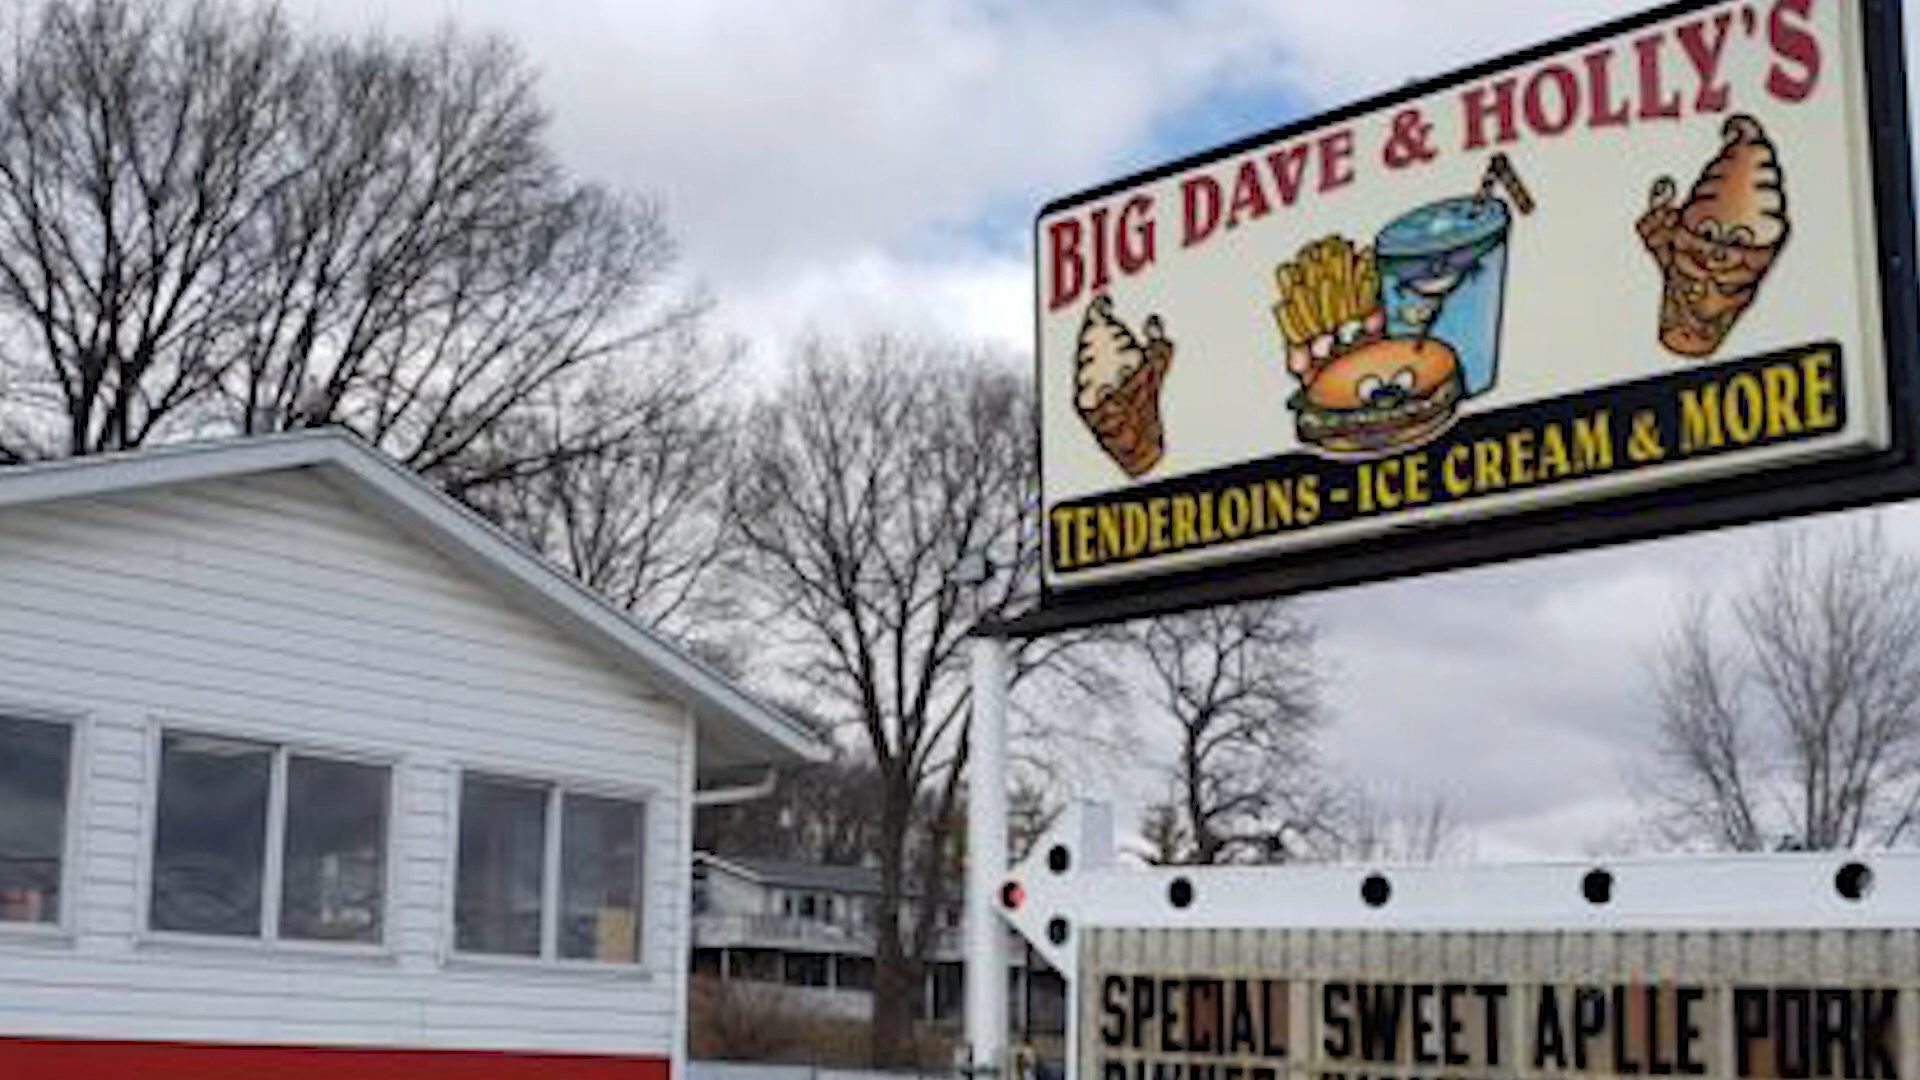 BIG DAVE & HOLLY'S
TENDERLOINS - ICE CREAM & MORE
SPECIAL SWEET APLLE PORK